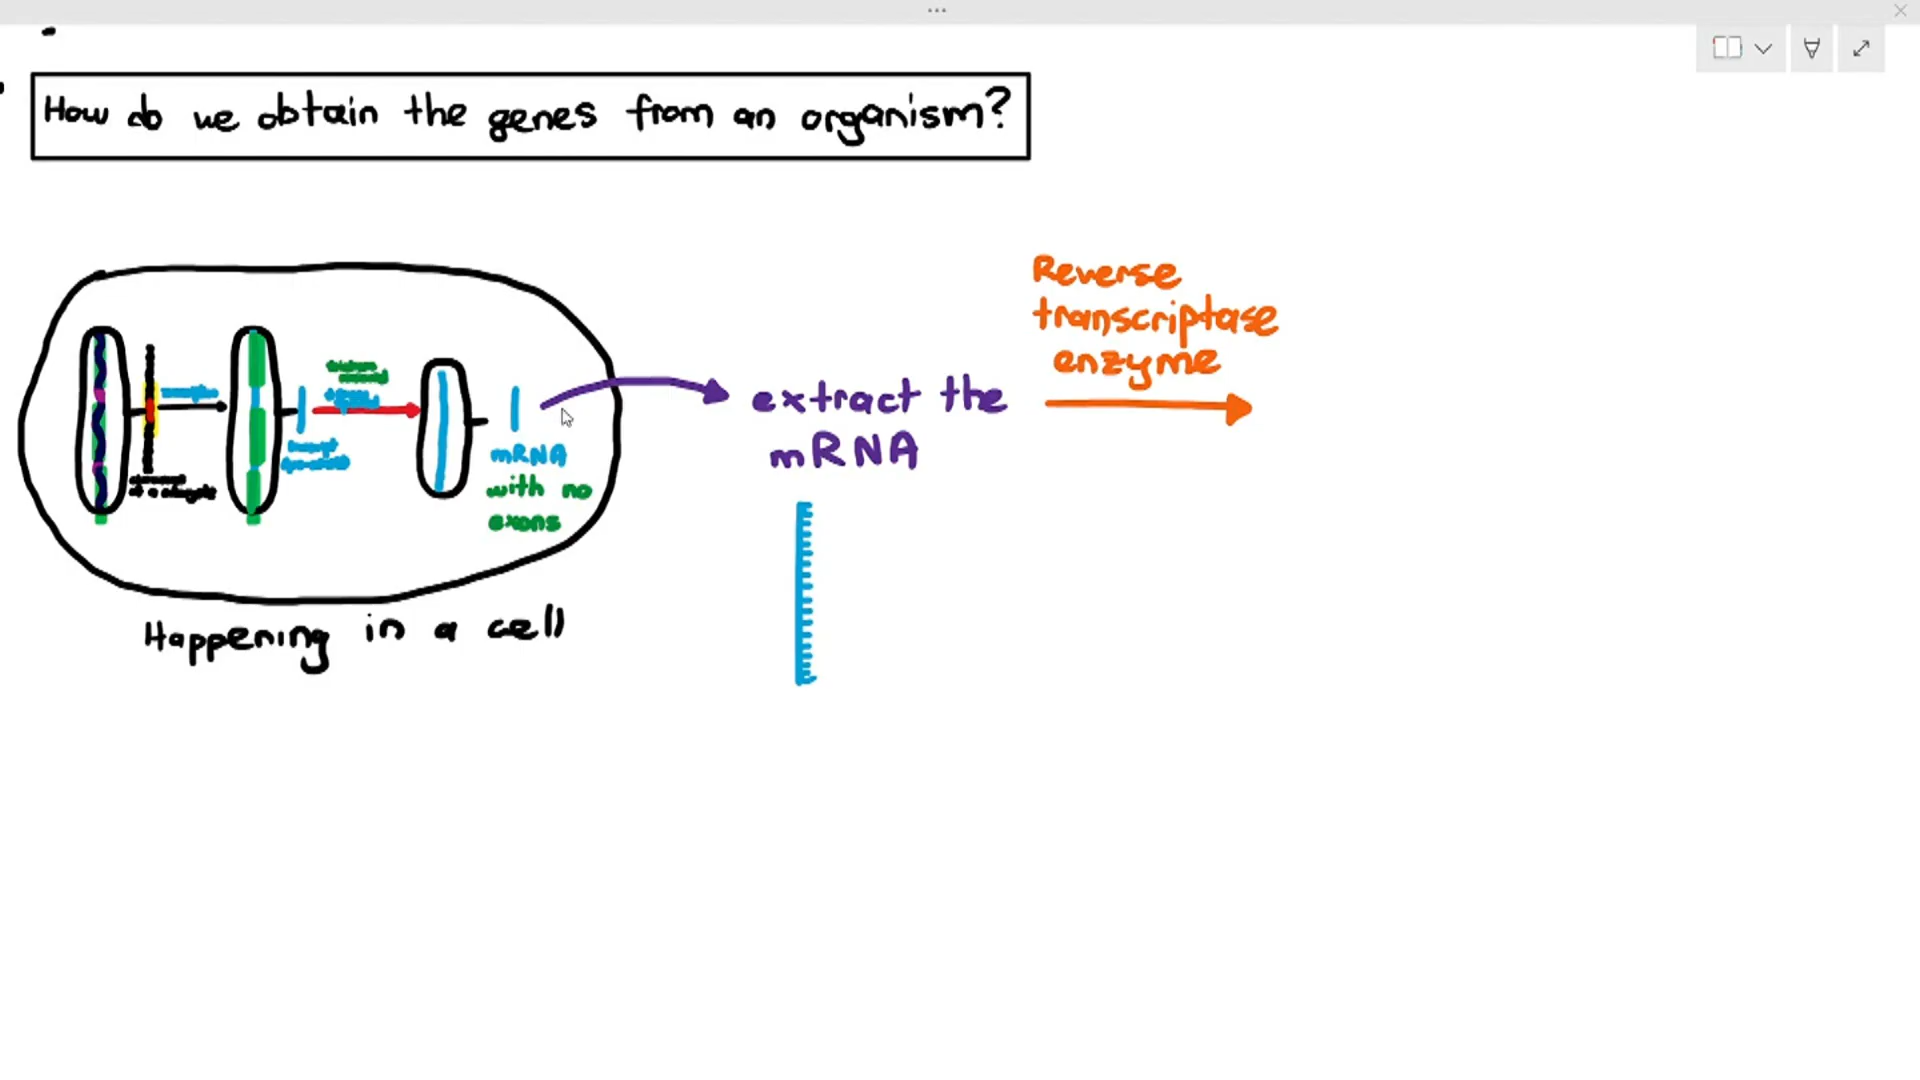 How do we obtain the genes from an organism?
Reverse
transcriptase
enzyme
extract the
mRNA
mRNA
with no
exons
Happening in a cell